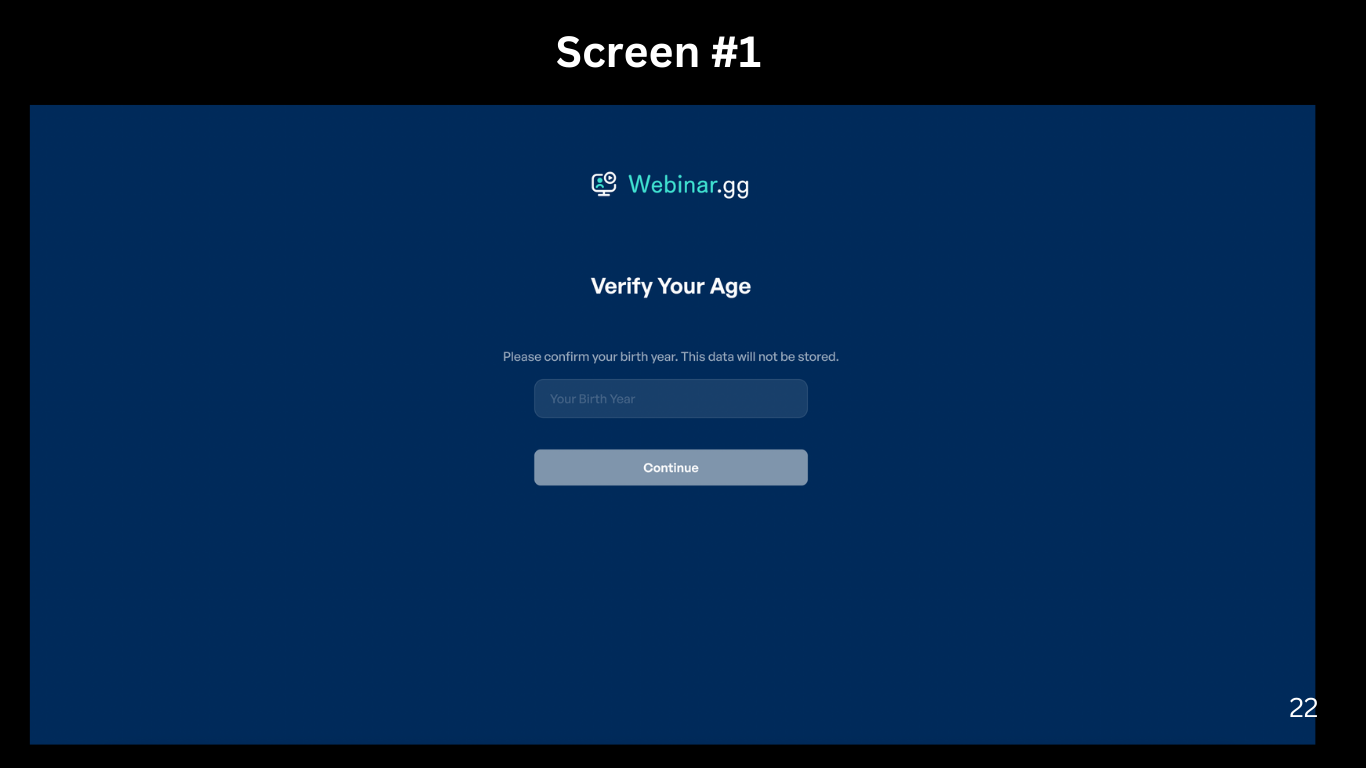 Screen #1
Webinar.gg
Verify Your Age
Please confirm your birth year. This data will not be stored.
Your Birth Year
Continue
22